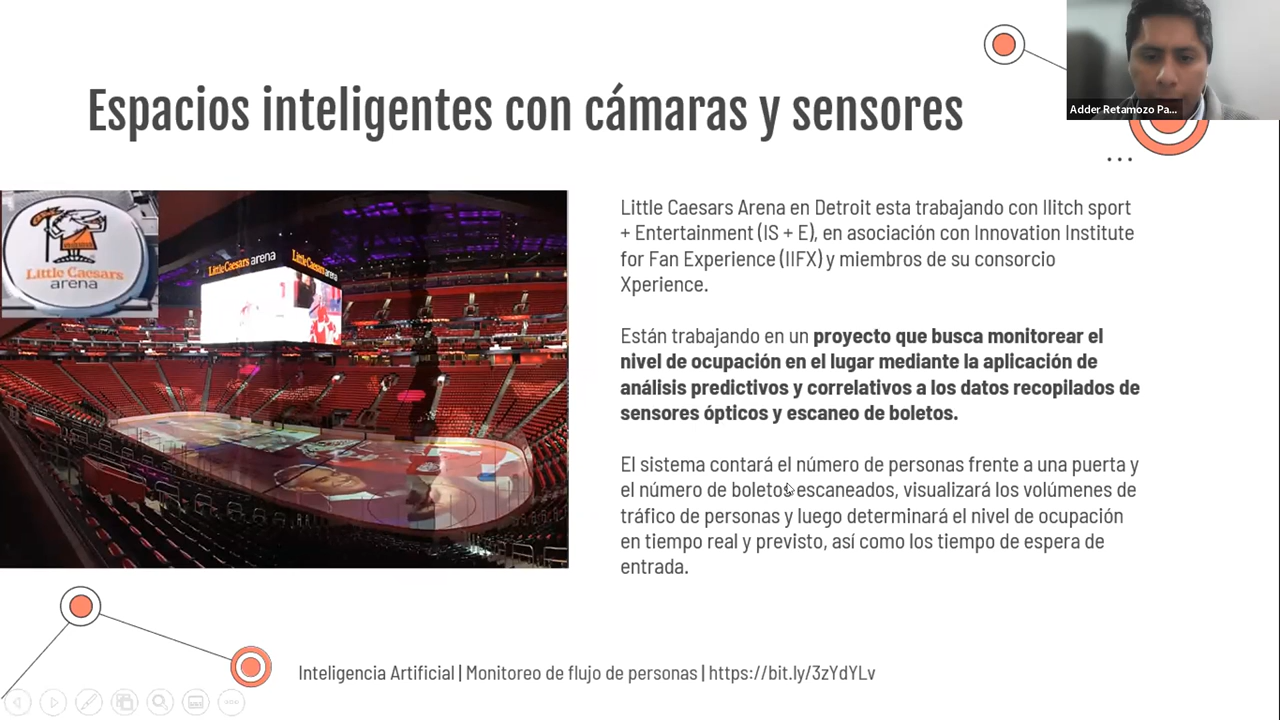 Adder Retamozo Pa...
Espacios inteligentes con cámaras y sensores
Little Caesars
arena
Little Caesars arena
Little Caesars arena
Little Caesars Arena en Detroit esta trabajando con Ilitch sport
+ Entertainment (IS + E), en asociación con Innovation Institute
for Fan Experience (IIFX) y miembros de su consorcio
Xperience.
Están trabajando en un proyecto que busca monitorear el
nivel de ocupación en el lugar mediante la aplicación de
análisis predictivos y correlativos a los datos recopilados de
sensores ópticos y escaneo de boletos.
El sistema contará el número de personas frente a una puerta y
el número de boletos escaneados, visualizará los volúmenes de
tráfico de personas y luego determinará el nivel de ocupación
en tiempo real y previsto, así como los tiempo de espera de
entrada.
Inteligencia Artificial | Monitoreo de flujo de personas | https://bit.ly/3zYdYLv